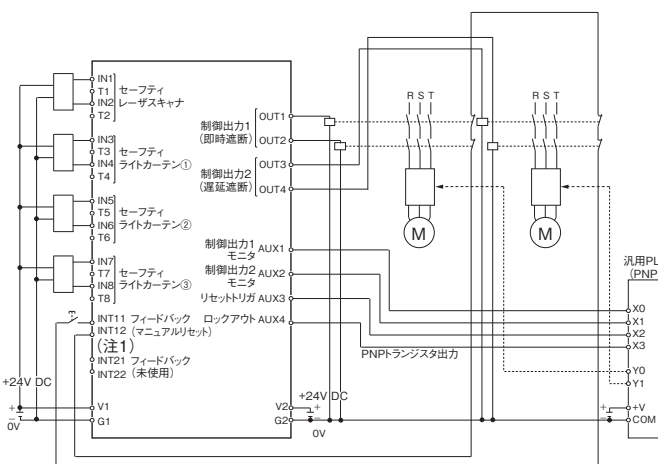 IN1
T1
IN2
T2
セーフティ
レーザスキャナ
IN3
T3
IN4
T4
セーフティ
ライトカーテン①
IN5
T5
IN6
T6
セーフティ
ライトカーテン②
IN7
T7
IN8
T8
セーフティ
ライトカーテン③
INT11 フィードバック
INT12 (マニュアルリセット)
(注1)
INT21 フィードバック
INT22 (未使用)
+24V DC
+
−
0V
V1
G1
制御出力1
(即時遮断)
OUT1
OUT2
制御出力2
(遅延遮断)
OUT3
OUT4
制御出力1
モニタ
AUX1
制御出力2
モニタ
AUX2
リセットトリガ AUX3
ロックアウト AUX4
PNPトランジスタ出力
+24V DC
V2
G2
+
−
0V
R S T
M
R S T
M
汎用PL
(PNP
X0
X1
X2
X3
Y0
Y1
+
−
+V
COM